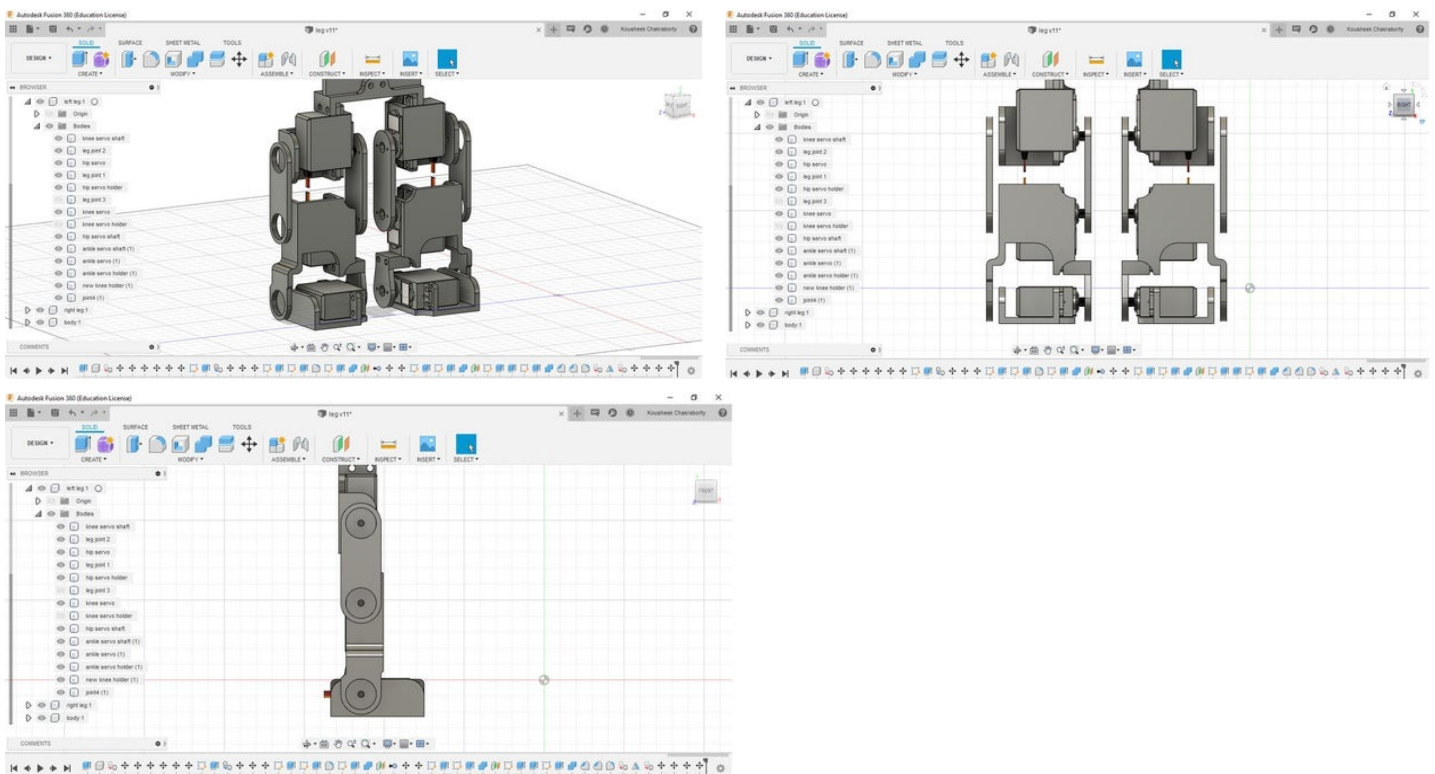 Autodesk Fusion 360 (Education License)
leg v11*
Kousheek Chakraborty
SOLID SURFACE SHEET METAL TOOLS
DESIGN
CREATE MODIFY ASSEMBLE CONSTRUCT INSPECT INSERT SELECT
BROWSER
RIGHT
left leg:1
Origin
Bodies
knee servo shaft
leg joint 2
hip servo
leg joint 1
hip servo holder
leg joint 3
knee servo
knee servo holder
hip servo shaft
ankle servo shaft (1)
ankle servo (1)
ankle servo holder (1)
new knee holder (1)
joint4 (1)
right leg:1
body:1
COMMENTS
Autodesk Fusion 360 (Education License)
leg v11*
Kousheek Chakraborty
SOLID SURFACE SHEET METAL TOOLS
DESIGN
CREATE MODIFY ASSEMBLE CONSTRUCT INSPECT INSERT SELECT
BROWSER
RIGHT
left leg:1
Origin
Bodies
knee servo shaft
leg joint 2
hip servo
leg joint 1
hip servo holder
leg joint 3
knee servo
knee servo holder
hip servo shaft
ankle servo shaft (1)
ankle servo (1)
ankle servo holder (1)
new knee holder (1)
joint4 (1)
right leg:1
body:1
COMMENTS
Autodesk Fusion 360 (Education License)
leg v11*
Kousheek Chakraborty
SOLID SURFACE SHEET METAL TOOLS
DESIGN
CREATE MODIFY ASSEMBLE CONSTRUCT INSPECT INSERT SELECT
BROWSER
FRONT
left leg:1
Origin
Bodies
knee servo shaft
leg joint 2
hip servo
leg joint 1
hip servo holder
leg joint 3
knee servo
knee servo holder
hip servo shaft
ankle servo shaft (1)
ankle servo (1)
ankle servo holder (1)
new knee holder (1)
joint4 (1)
right leg:1
body:1
COMMENTS